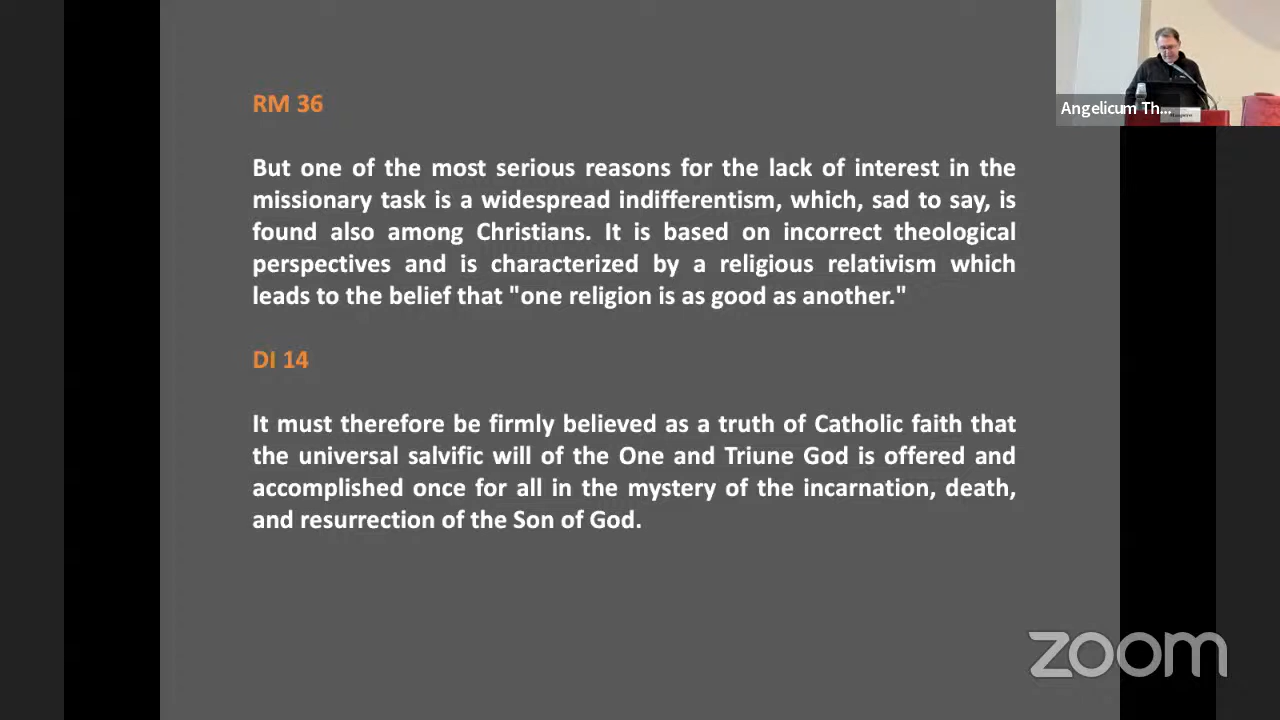 RM 36
But one of the most serious reasons for the lack of interest in the
missionary task is a widespread indifferentism, which, sad to say, is
found also among Christians. It is based on incorrect theological
perspectives and is characterized by a religious relativism which
leads to the belief that "one religion is as good as another."
DI 14
It must therefore be firmly believed as a truth of Catholic faith that
the universal salvific will of the One and Triune God is offered and
accomplished once for all in the mystery of the incarnation, death,
and resurrection of the Son of God.
Angelicum Th...
zoom